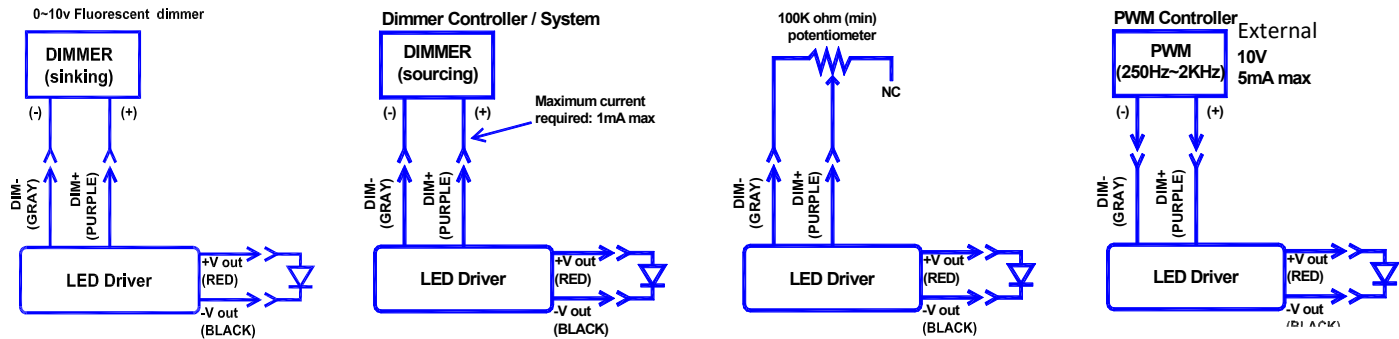 0~10v Fluorescent dimmer
DIMMER
(sinking)
(-)
(+)
DIM-
(GRAY)
DIM+
(PURPLE)
LED Driver
+V out
(RED)
-V out
(BLACK)
Dimmer Controller / System
DIMMER
(sourcing)
(-)
(+)
Maximum current
required: 1mA max
DIM-
(GRAY)
DIM+
(PURPLE)
LED Driver
+V out
(RED)
-V out
(BLACK)
100K ohm (min)
potentiometer
NC
DIM-
(GRAY)
DIM+
(PURPLE)
LED Driver
+V out
(RED)
-V out
(BLACK)
PWM Controller
External
PWM
(250Hz~2KHz)
10V
5mA max
(-)
(+)
DIM-
(GRAY)
DIM+
(PURPLE)
LED Driver
+V out
(RED)
-V out
(BLACK)